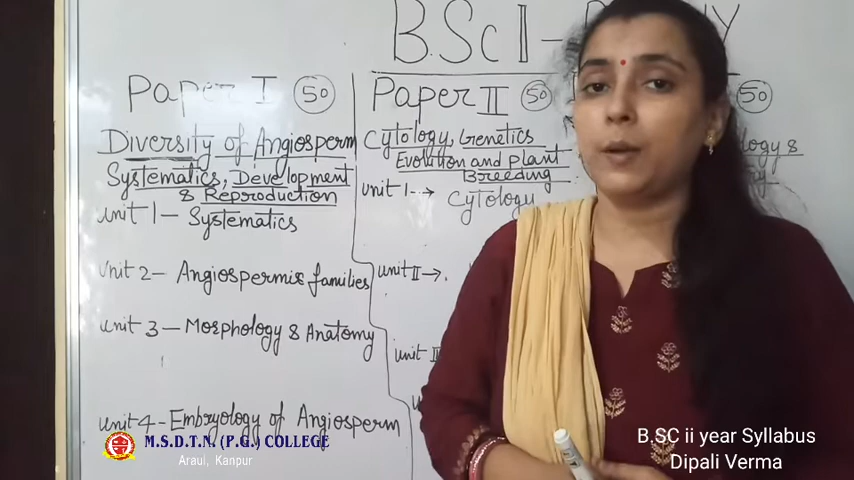 B.Sc II -
Paper I 50
Diversity of Angiosperm
Systematics, Development
& Reproduction
unit 1- Systematics
Unit 2- Angiospermic families
unit 3 - Morphology & Anatomy
unit 4- Embryology of Angiosperm
Paper II 50
Cytology, Genetics
Evolution and plant
Breeding
unit 1 --→
Cytology
unit II →
unit
50
&
M.S.D.T.N. (P.G.) COLLEGE
Araul, Kanpur
B.SC ii year Syllabus
Dipali Verma